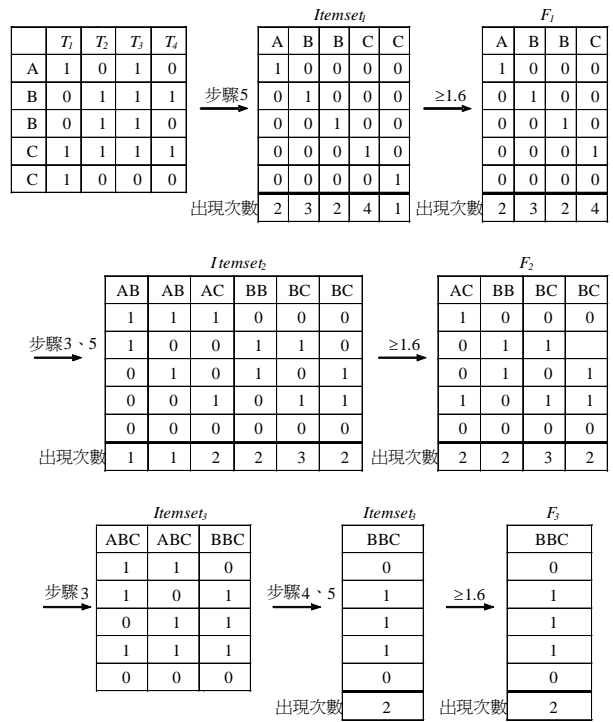 Itemset₁ F₁
T₁ T₂ T₃ T₄ A B B C C A B B C
A 1 0 1 0 1 0 0 0 0 1 0 0 0
B 0 1 1 1 步驟5 0 1 0 0 0 ≥1.6 0 1 0 0
B 0 1 1 0 0 0 1 0 0 0 0 1 0
C 1 1 1 1 0 0 0 1 0 0 0 0 1
C 1 0 0 0 0 0 0 0 1 0 0 0 0
出現次數 2 3 2 4 1 出現次數 2 3 2 4
Itemset₂ F₂
AB AB AC BB BC BC AC BB BC BC
1 1 1 0 0 0 1 0 0 0
步驟3、5 1 0 0 1 1 0 ≥1.6 0 1 1
0 1 0 1 0 1 0 1 0 1
0 0 1 0 1 1 1 0 1 1
0 0 0 0 0 0 0 0 0 0
出現次數 1 1 2 2 3 2 出現次數 2 2 3 2
Itemset₃ Itemset₃ F₃
ABC ABC BBC BBC BBC
1 1 0 0 0
步驟3 1 0 1 步驟4、5 1 ≥1.6 1
0 1 1 1 1
1 1 1 1 1
0 0 0 0 0
出現次數 2 出現次數 2